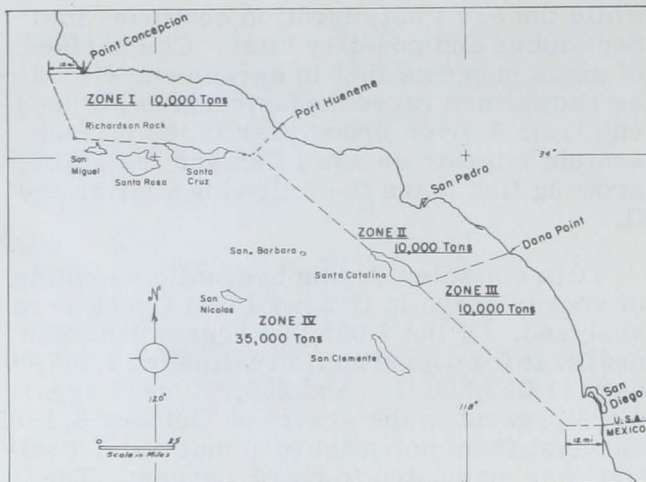 Point Concepcion
12 mi
ZONE I 10,000 Tons
Port Hueneme
Richardson Rock
San
Miguel
Santa Rosa
Santa
Cruz
34°
San Pedro
ZONE II
10,000 Tons
Dana Point
San. Barbara
Santa Catalina
ZONE III
10,000 Tons
N
San
Nicolas
ZONE IV
35,000 Tons
San Clemente
120°
118°
San
Diego
U.S.A.
MEXICO
12 mi
0 25
Scale in Miles